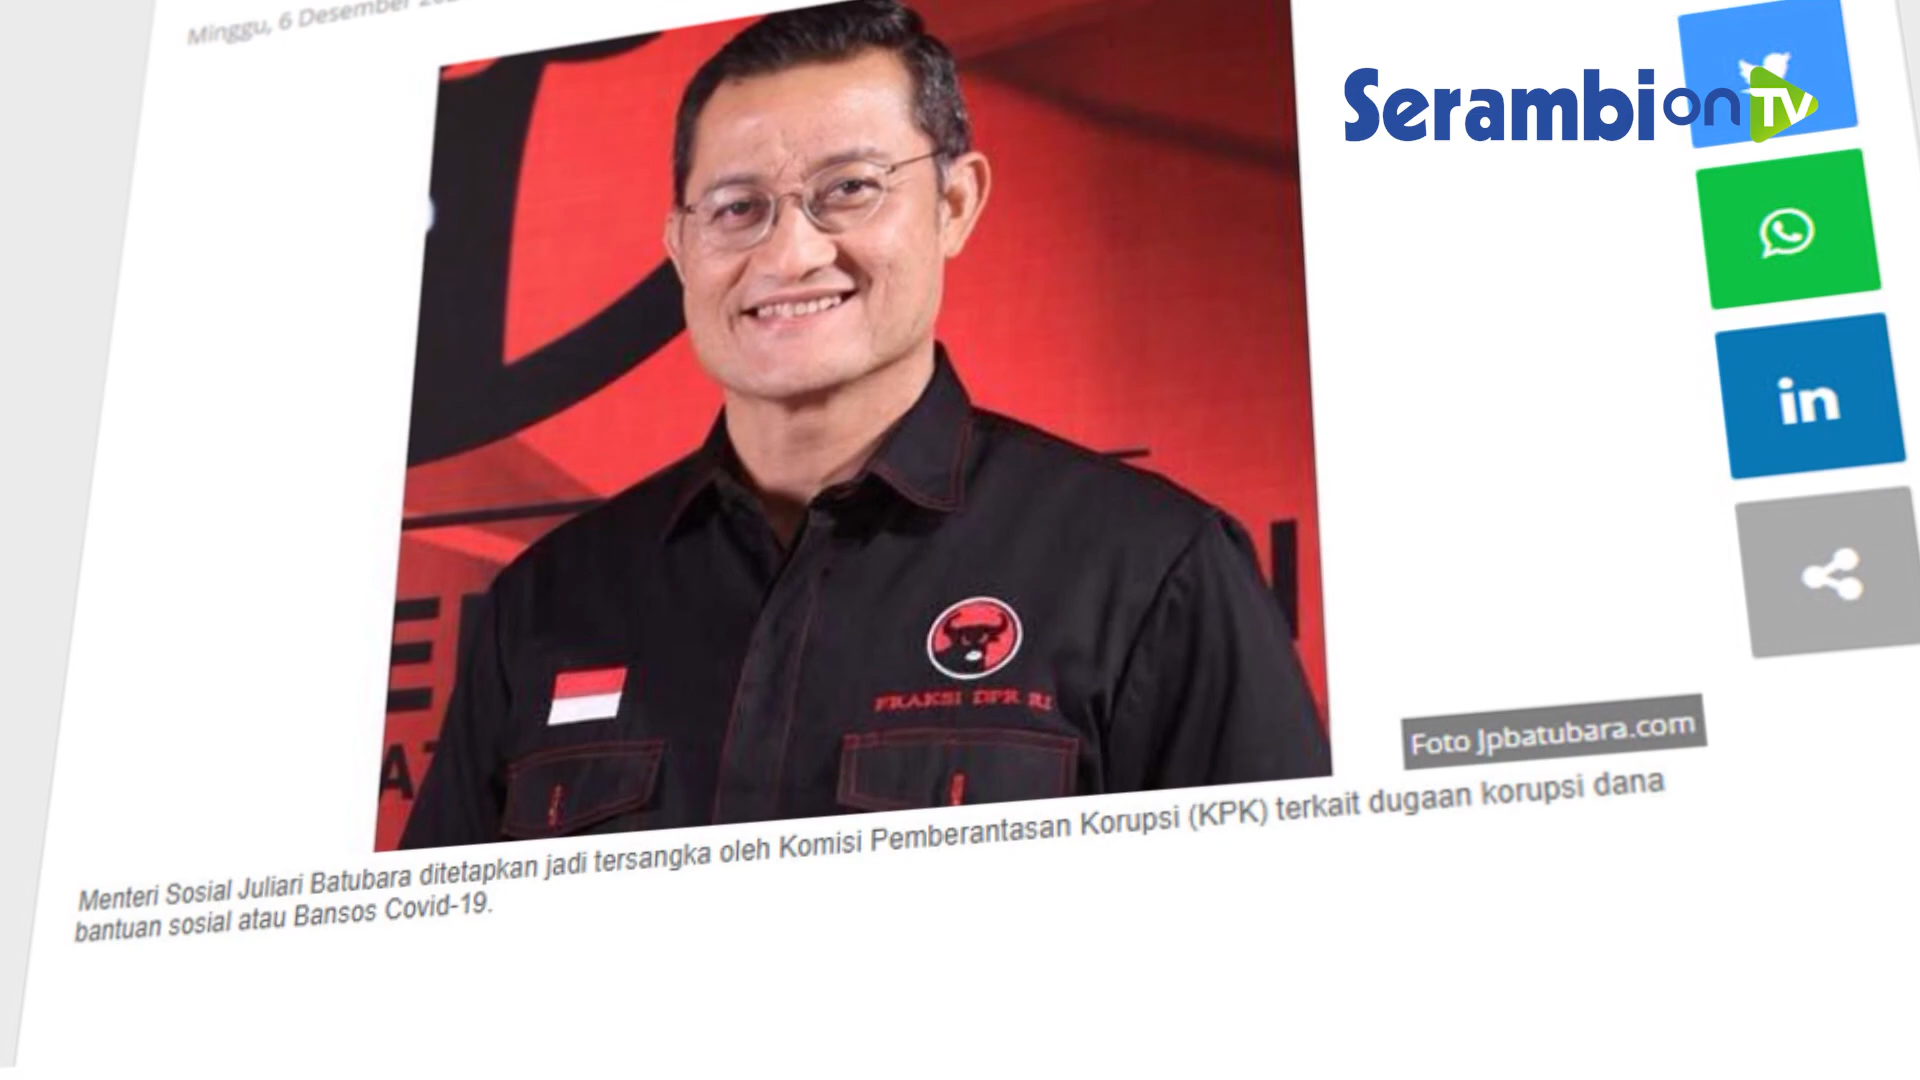 Minggu, 6 Desember
Serambi on TV
in
FRAKSI DPR RI
Foto Jpbatubara.com
Menteri Sosial Juliari Batubara ditetapkan jadi tersangka oleh Komisi Pemberantasan Korupsi (KPK) terkait dugaan korupsi dana
bantuan sosial atau Bansos Covid-19.